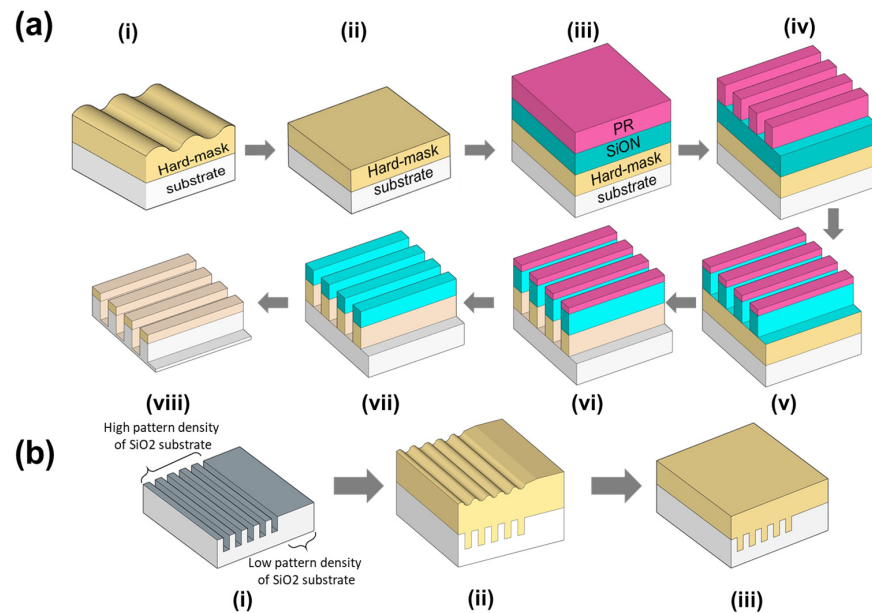 (a)
(i)
(ii)
(iii)
(iv)
Hard-mask
substrate
Hard-mask
substrate
PR
SiON
Hard-mask
substrate
(viii)
(vii)
(vi)
(v)
(b)
High pattern density
of SiO2 substrate
Low pattern density
of SiO2 substrate
(i)
(ii)
(iii)